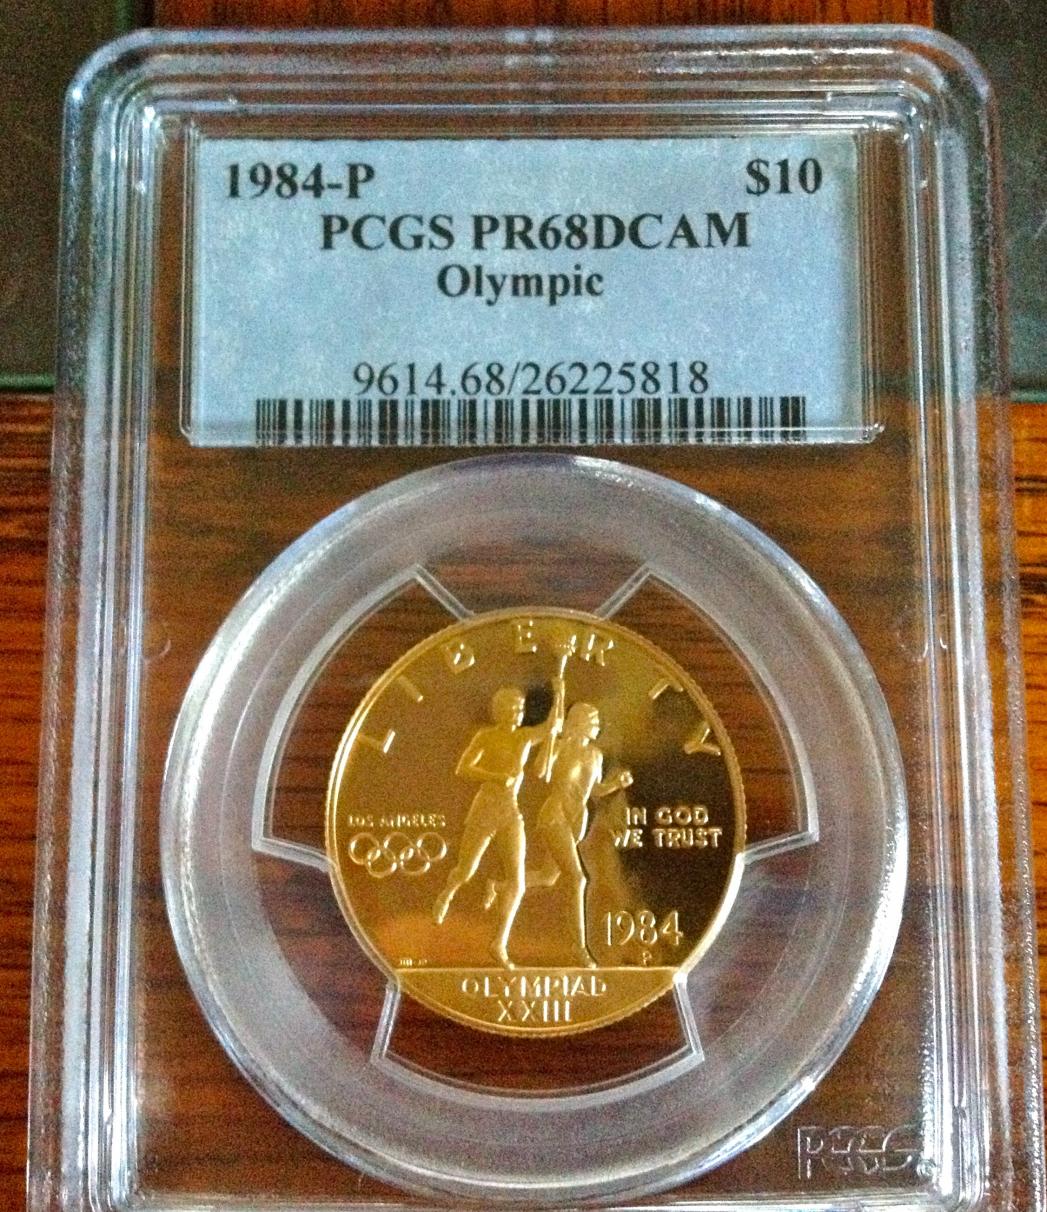 1984-P $10
PCGS PR68DCAM
Olympic
9614.68/26225818
LIBERTY
LOS ANGELES
IN GOD
WE TRUST
1984
P
OLYMPIAD
XXIII
PCGS